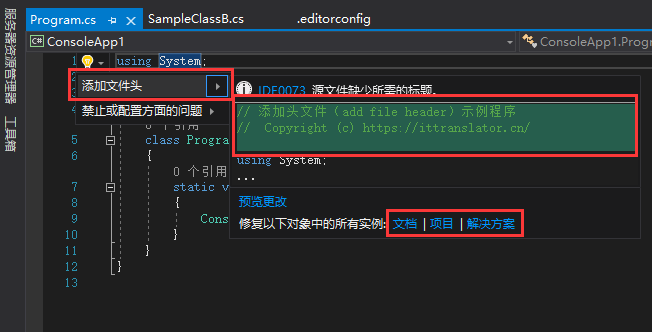 Program.cs SampleClassB.cs .editorconfig
服务器资源管理器
工具箱
ConsoleApp1 ConsoleApp1.Progr
1 using System;
2
添加文件头
IDE0073 源文件缺少所需的标题。
禁止或配置方面的问题
// 添加头文件（add file header）示例程序
// Copyright (c) https://ittranslator.cn/
using System;
...
4
0 个引用
5 class Progra
6 {
0 个引用
7 static v
8 {
9 Cons
10 }
11 }
12 }
13
预览更改
修复以下对象中的所有实例: 文档 | 项目 | 解决方案